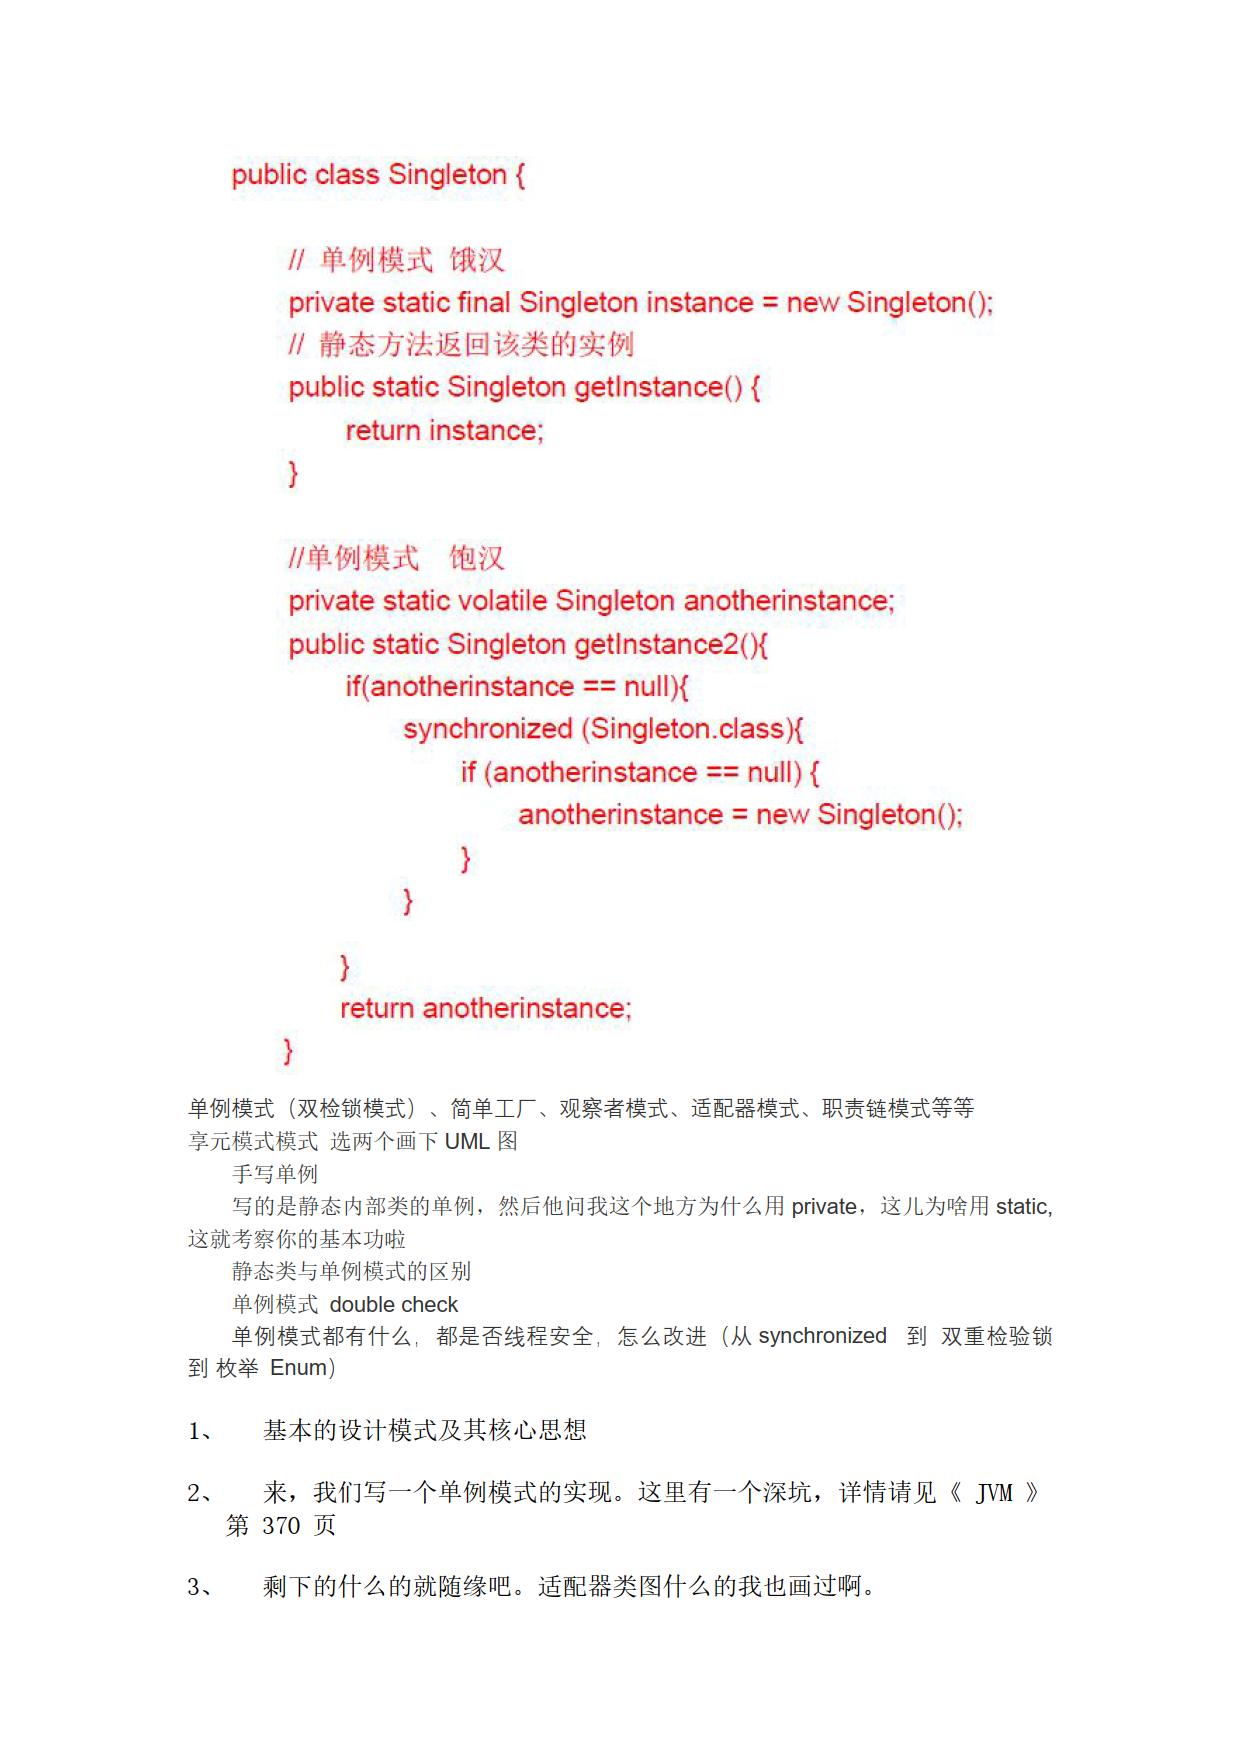 public class Singleton {
// 单例模式 饿汉
private static final Singleton instance = new Singleton();
// 静态方法返回该类的实例
public static Singleton getInstance() {
return instance;
}
//单例模式 饱汉
private static volatile Singleton anotherinstance;
public static Singleton getInstance2(){
if(anotherinstance == null){
synchronized (Singleton.class){
if (anotherinstance == null) {
anotherinstance = new Singleton();
}
}
}
return anotherinstance;
}
单例模式（双检锁模式）、简单工厂、观察者模式、适配器模式、职责链模式等等
享元模式模式 选两个画下 UML 图
手写单例
写的是静态内部类的单例，然后他问我这个地方为什么用 private，这儿为啥用 static,
这就考察你的基本功啦
静态类与单例模式的区别
单例模式 double check
单例模式都有什么，都是否线程安全，怎么改进（从 synchronized 到 双重检验锁
到 枚举 Enum）
1、 基本的设计模式及其核心思想
2、 来，我们写一个单例模式的实现。这里有一个深坑，详情请见《 JVM 》
第 370 页
3、 剩下的什么的就随缘吧。适配器类图什么的我也画过啊。